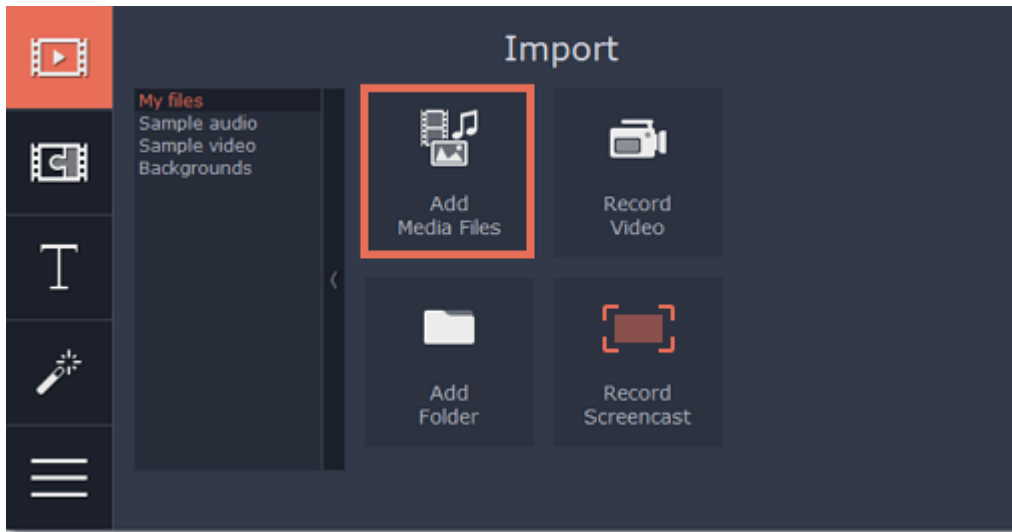 Import
My files
Sample audio
Sample video
Backgrounds
Add
Media Files
Record
Video
Add
Folder
Record
Screencast
T